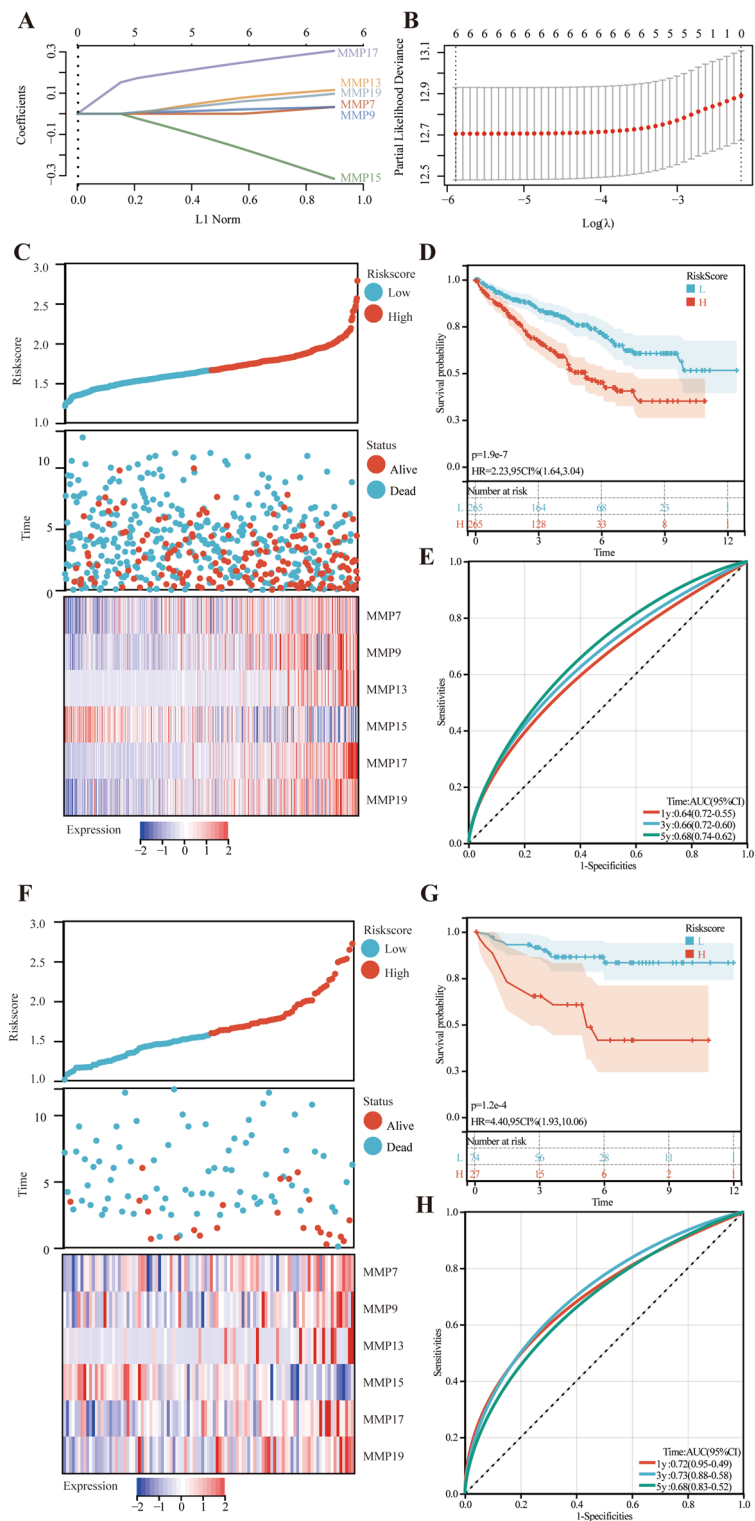 A
0 5 5 6 6 6
0.3
0.1
-0.1
-0.3
Coefficients
MMP17
MMP13
MMP19
MMP7
MMP9
MMP15
0.0 0.2 0.4 0.6 0.8 1.0
L1 Norm
B
6 6 6 6 6 6 6 6 6 5 5 5 1 1 0
13.1
12.9
12.7
12.5
Partial Likelihood Deviance
−6 −5 −4 −3
Log(λ)
C
3.0
2.5
2.0
1.5
1.0
Riskscore
Riskscore
Low
High
10
5
0
Time
Status
Alive
Dead
MMP7
MMP9
MMP13
MMP15
MMP17
MMP19
Expression
−2 −1 0 1 2
D
1.0
0.8
0.5
0.3
0.0
Survival probability
RiskScore
L
H
p=1.9e-7
HR=2.23,95CI%(1.64,3.04)
Number at risk
L 265 164 68 23 1
H 265 128 33 8 1
0 3 6 9 12
Time
E
1.0
0.8
0.6
0.4
0.2
0.0
Sensitivities
Time:AUC(95%CI)
1y:0.64(0.72-0.55)
3y:0.66(0.72-0.60)
5y:0.68(0.74-0.62)
0.0 0.2 0.4 0.6 0.8 1.0
1-Specificities
F
3.0
2.5
2.0
1.5
1.0
Riskscore
Riskscore
Low
High
10
5
0
Time
Status
Alive
Dead
MMP7
MMP9
MMP13
MMP15
MMP17
MMP19
Expression
−2 −1 0 1 2
G
1.0
0.8
0.5
0.3
0.0
Survival probability
Riskscore
L
H
p=1.2e-4
HR=4.40,95CI%(1.93,10.06)
Number at risk
L 74 56 28 11 1
H 27 15 6 2 1
0 3 6 9 12
Time
H
1.0
0.8
0.6
0.4
0.2
0.0
Sensitivities
Time:AUC(95%CI)
1y:0.72(0.95-0.49)
3y:0.73(0.88-0.58)
5y:0.68(0.83-0.52)
0.0 0.2 0.4 0.6 0.8 1.0
1-Specificities